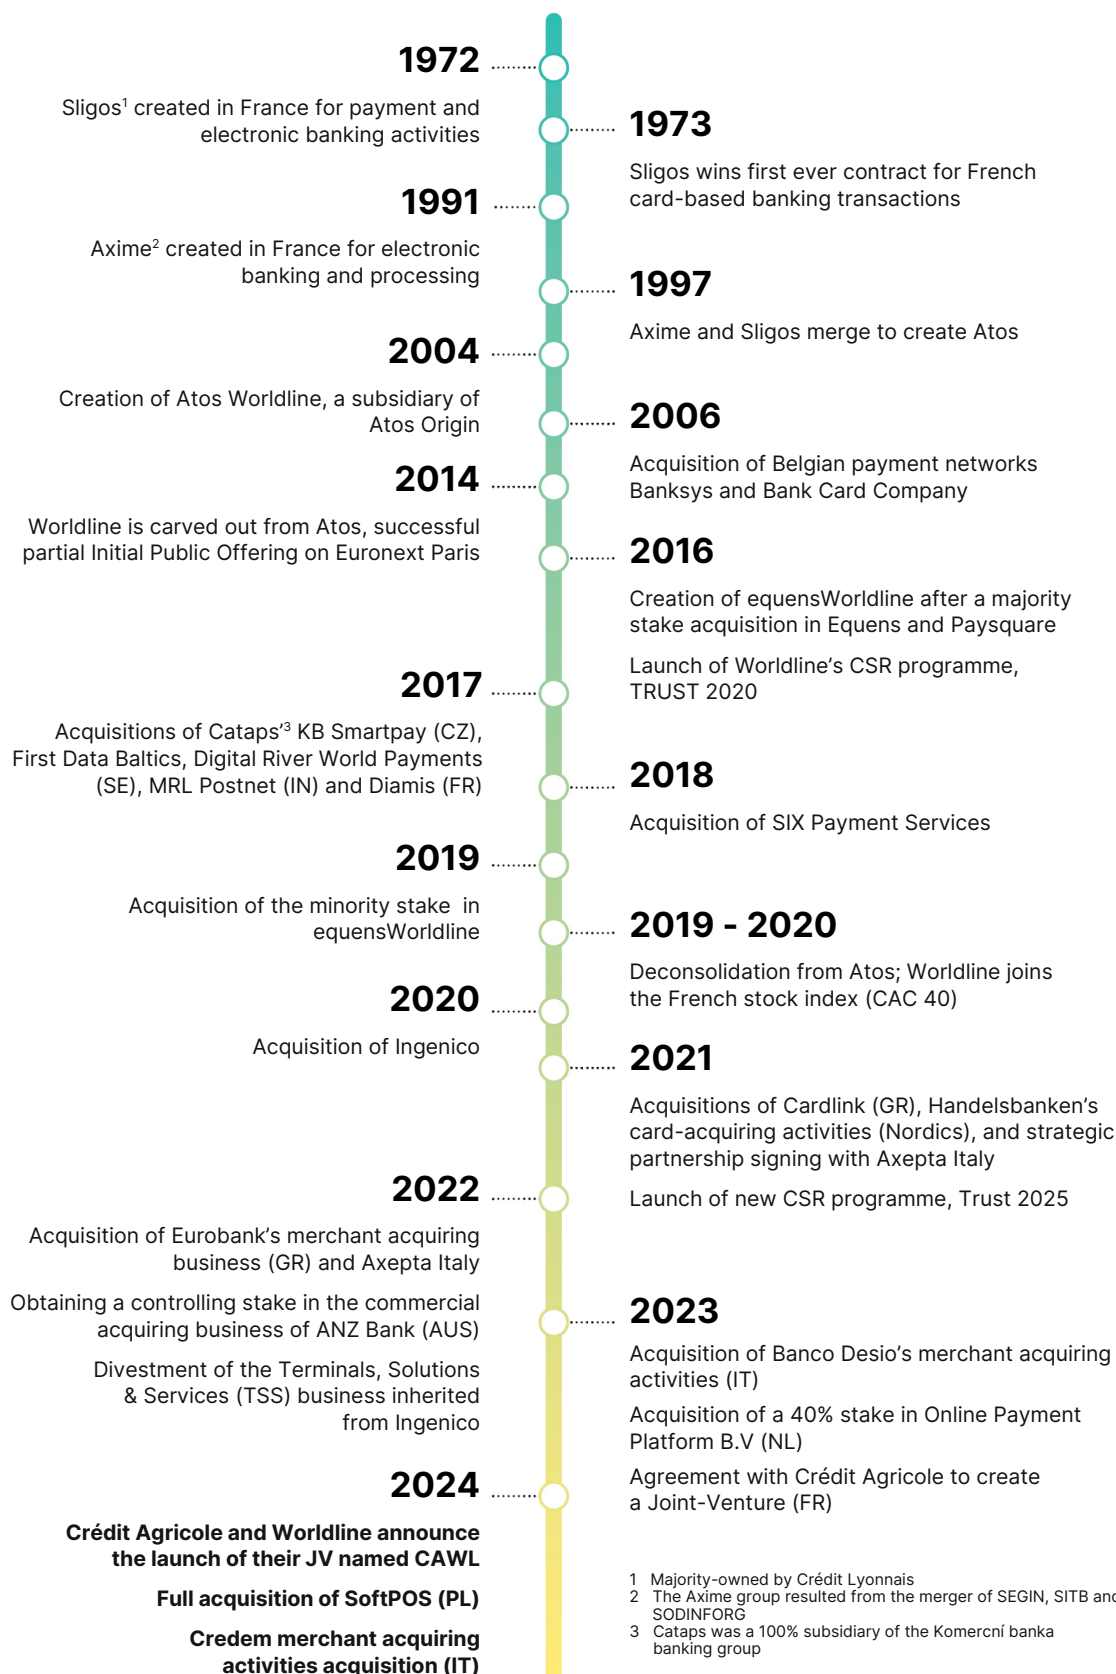 1972
Sligos¹ created in France for payment and
electronic banking activities
1973
Sligos wins first ever contract for French
card-based banking transactions
1991
Axime² created in France for electronic
banking and processing
1997
Axime and Sligos merge to create Atos
2004
Creation of Atos Worldline, a subsidiary of
Atos Origin
2006
Acquisition of Belgian payment networks
Banksys and Bank Card Company
2014
Worldline is carved out from Atos, successful
partial Initial Public Offering on Euronext Paris
2016
Creation of equensWorldline after a majority
stake acquisition in Equens and Paysquare
Launch of Worldline’s CSR programme,
TRUST 2020
2017
Acquisitions of Cataps’³ KB Smartpay (CZ),
First Data Baltics, Digital River World Payments
(SE), MRL Postnet (IN) and Diamis (FR)
2018
Acquisition of SIX Payment Services
2019
Acquisition of the minority stake in
equensWorldline
2019 - 2020
Deconsolidation from Atos; Worldline joins
the French stock index (CAC 40)
2020
Acquisition of Ingenico
2021
Acquisitions of Cardlink (GR), Handelsbanken’s
card-acquiring activities (Nordics), and strategic
partnership signing with Axepta Italy
Launch of new CSR programme, Trust 2025
2022
Acquisition of Eurobank’s merchant acquiring
business (GR) and Axepta Italy
Obtaining a controlling stake in the commercial
acquiring business of ANZ Bank (AUS)
Divestment of the Terminals, Solutions
& Services (TSS) business inherited
from Ingenico
2023
Acquisition of Banco Desio’s merchant acquiring
activities (IT)
Acquisition of a 40% stake in Online Payment
Platform B.V (NL)
Agreement with Crédit Agricole to create
a Joint-Venture (FR)
2024
Crédit Agricole and Worldline announce
the launch of their JV named CAWL
Full acquisition of SoftPOS (PL)
Credem merchant acquiring
activities acquisition (IT)
1 Majority-owned by Crédit Lyonnais
2 The Axime group resulted from the merger of SEGIN, SITB and
SODINFORG
3 Cataps was a 100% subsidiary of the Komercní banka
banking group